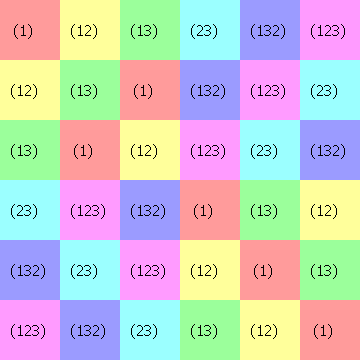 (1) (12) (13) (23) (132) (123)
(12) (13) (1) (132) (123) (23)
(13) (1) (12) (123) (23) (132)
(23) (123) (132) (1) (13) (12)
(132) (23) (123) (12) (1) (13)
(123) (132) (23) (13) (12) (1)